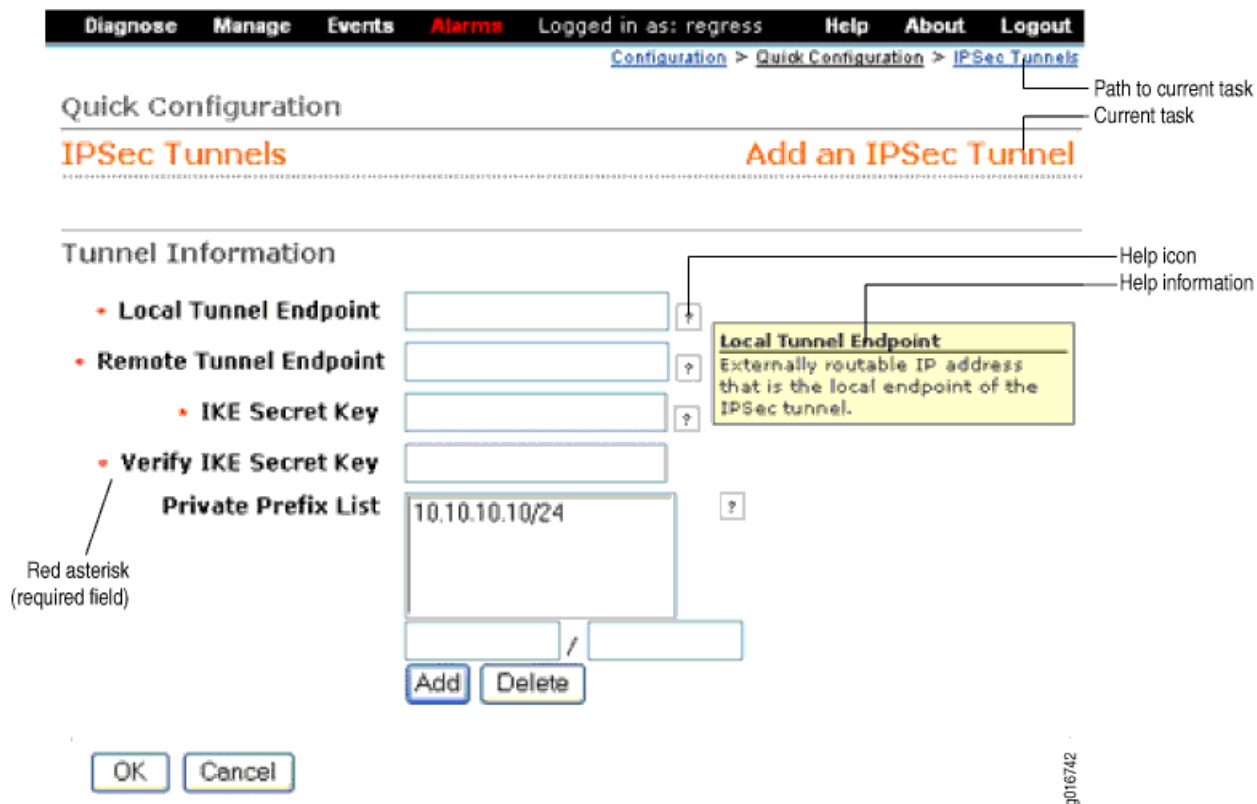 Diagnose Manage Events Alarms Logged in as: regress Help About Logout
Configuration > Quick Configuration > IPSec Tunnels
Path to current task
Quick Configuration
Current task
IPSec Tunnels Add an IPSec Tunnel
Tunnel Information
Help icon
Help information
* Local Tunnel Endpoint ?
Local Tunnel Endpoint
Externally routable IP address
that is the local endpoint of the
IPSec tunnel.
* Remote Tunnel Endpoint ?
* IKE Secret Key ?
* Verify IKE Secret Key
Private Prefix List 10.10.10.10/24 ?
Red asterisk
(required field)
/
Add Delete
OK Cancel
g016742